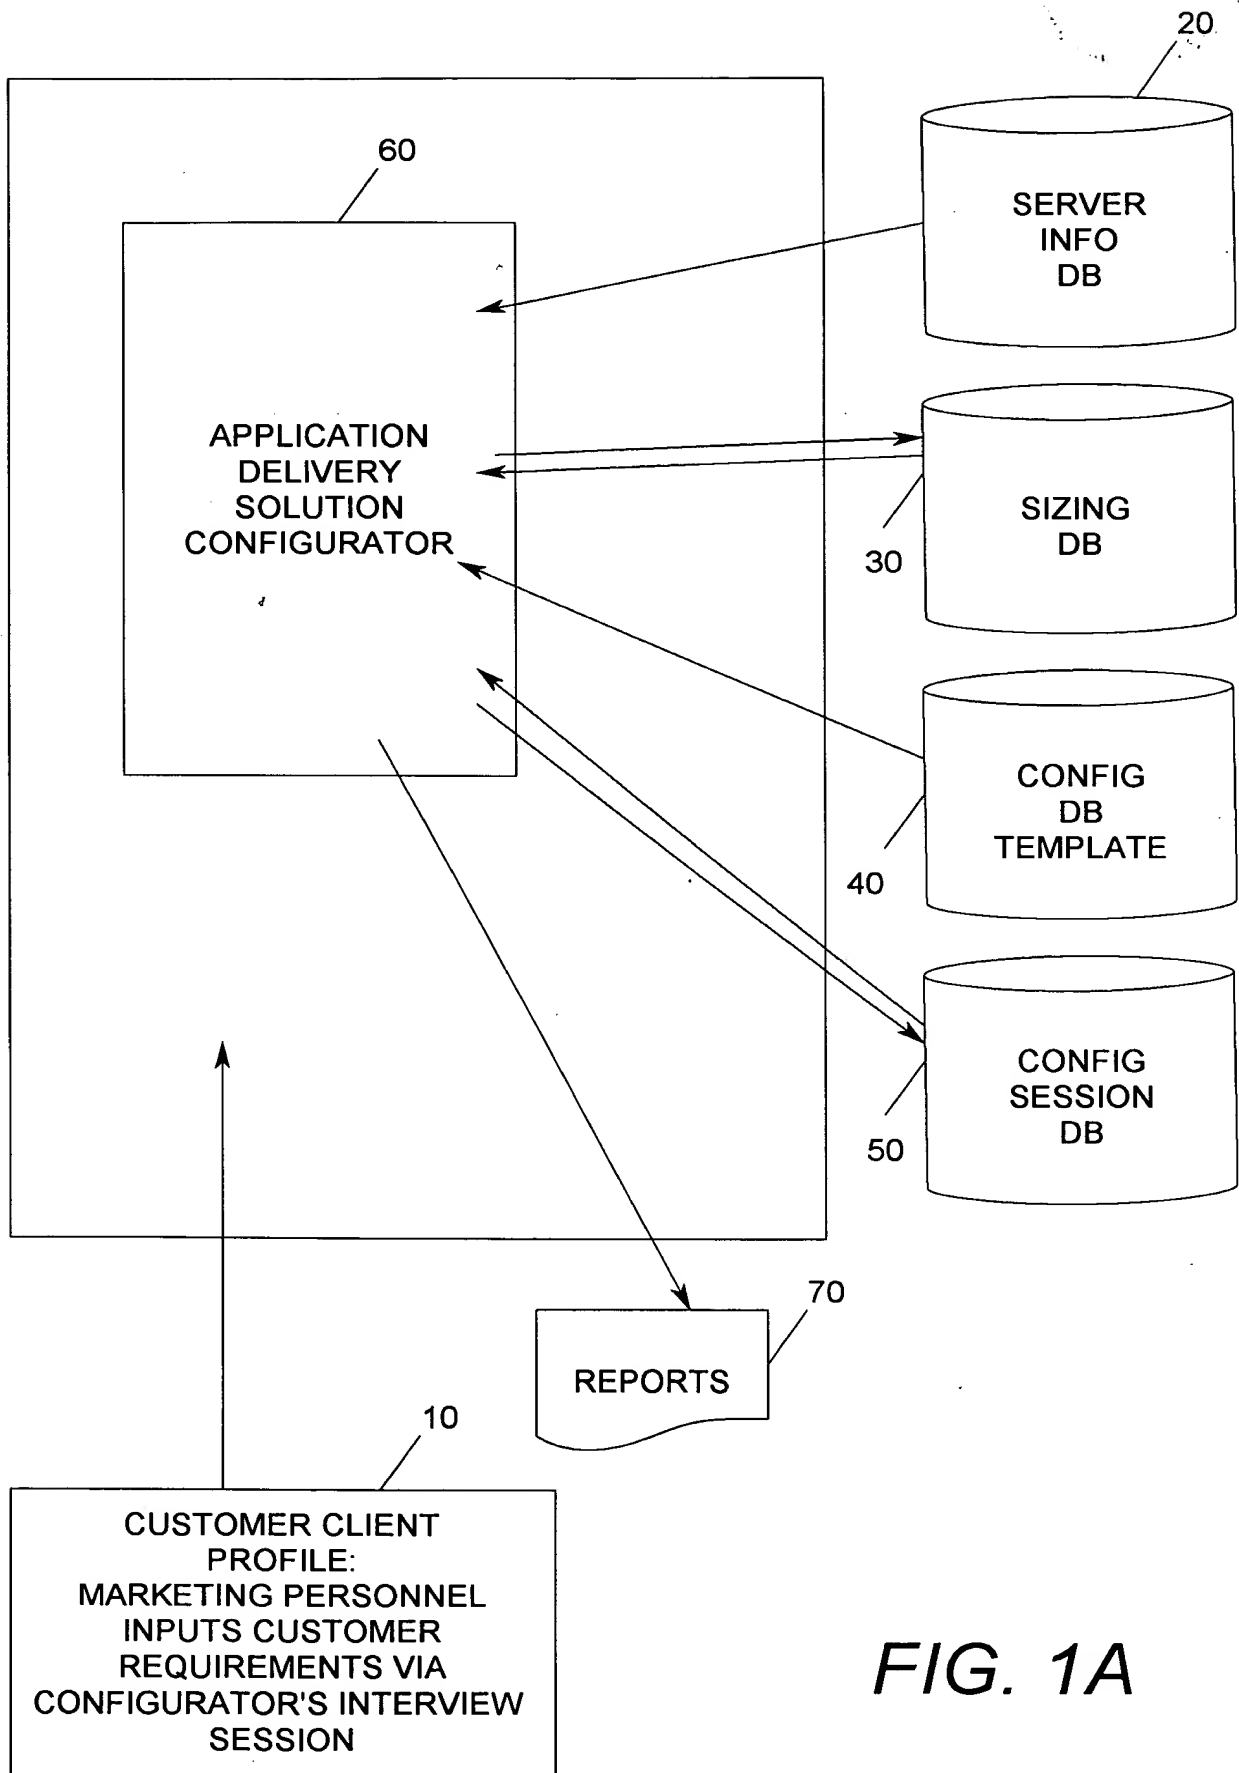 20
60
SERVER
INFO
DB
APPLICATION
DELIVERY
SOLUTION
CONFIGURATOR
30
SIZING
DB
40
CONFIG
DB
TEMPLATE
50
CONFIG
SESSION
DB
70
REPORTS
10
CUSTOMER CLIENT
PROFILE:
MARKETING PERSONNEL
INPUTS CUSTOMER
REQUIREMENTS VIA
CONFIGURATOR'S INTERVIEW
SESSION
FIG. 1A